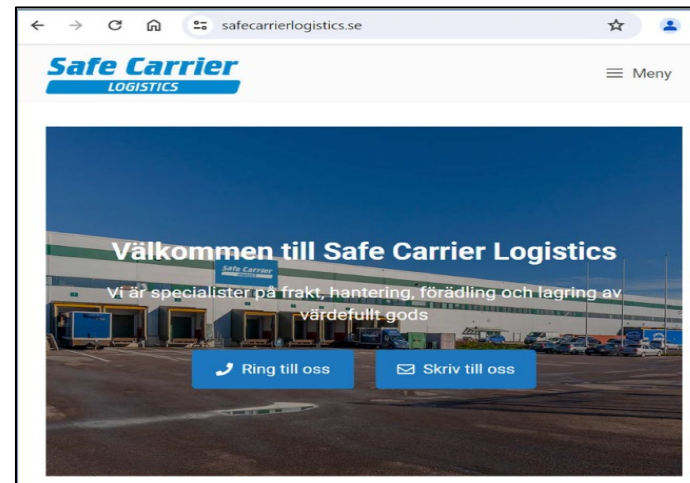 safecarrierlogistics.se
Safe Carrier
LOGISTICS
Meny
Välkommen till Safe Carrier Logistics
Safe Carrier
Vi är specialister på frakt, hantering, förädling och lagring av
värdefullt gods
Ring till oss
Skriv till oss